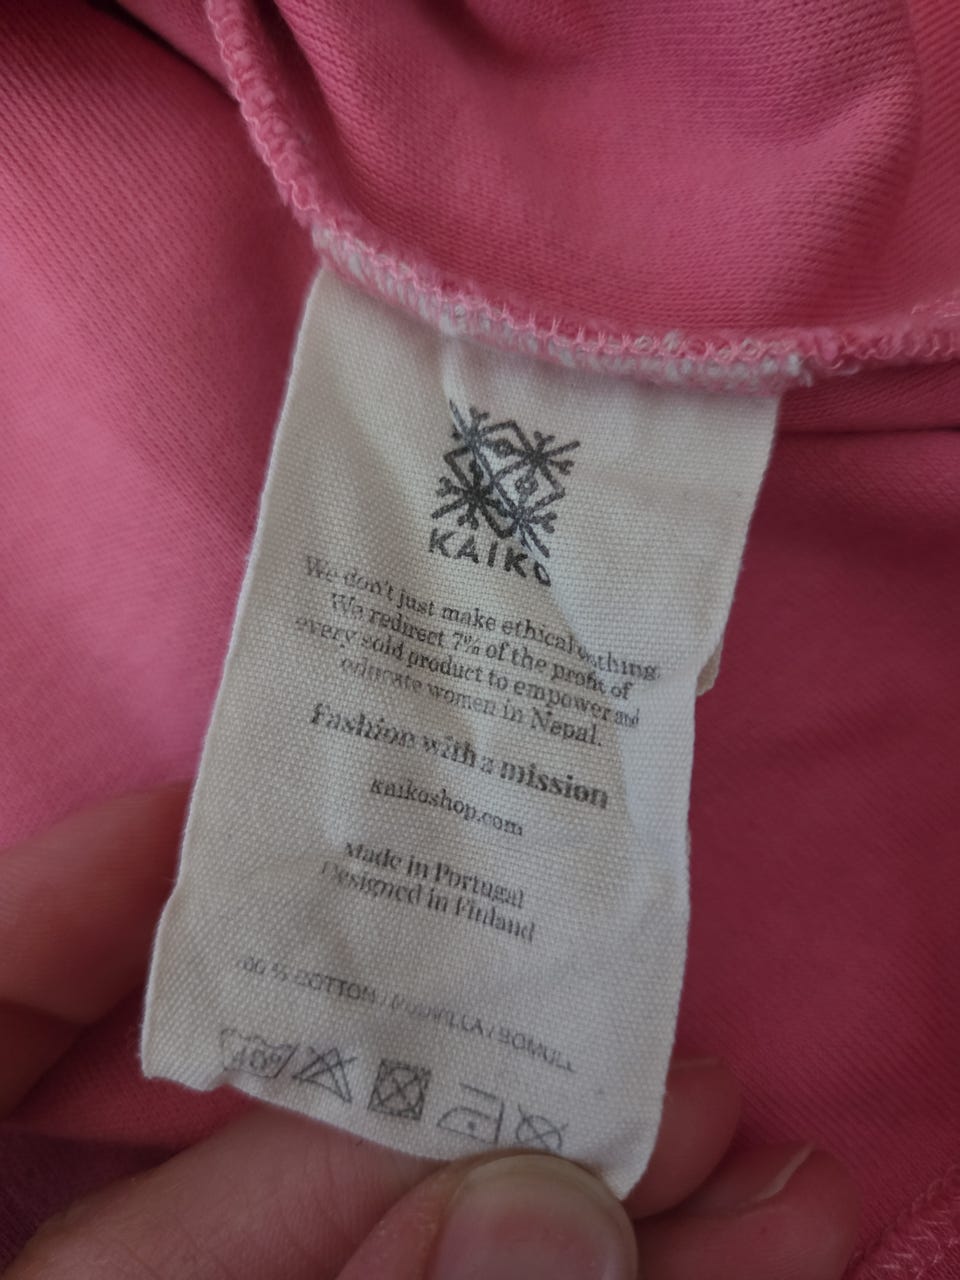 KAIKO
We don't just make ethical clothing.
We redirect 7% of the profit of
every sold product to empower and
educate women in Nepal.
Fashion with a mission
kaikoshop.com
Made in Portugal
Designed in Finland
100 % COTTON / PUUVILLA / BOMULL
40°